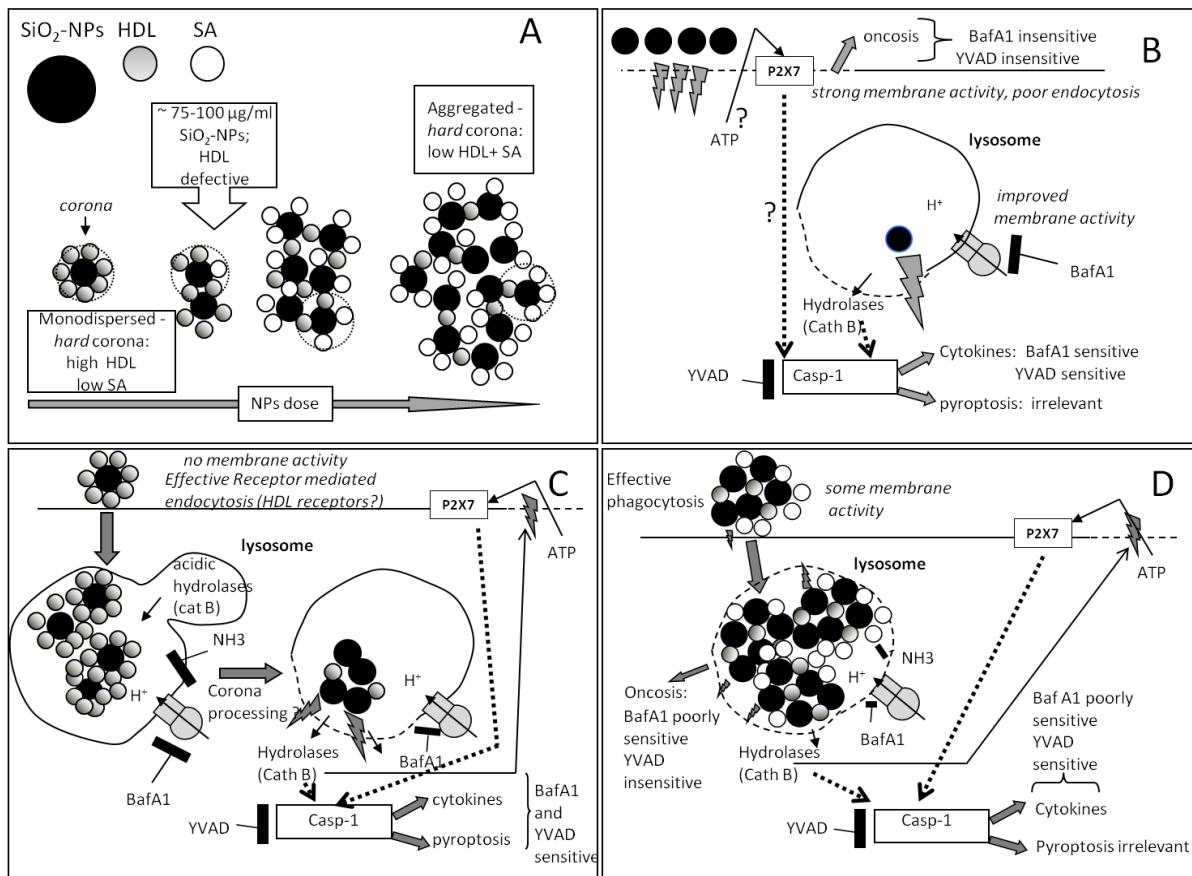 A
SiO₂-NPs
HDL
SA
~ 75-100 µg/ml
SiO₂-NPs;
HDL
defective
Aggregated -
hard corona:
low HDL+ SA
corona
Monodispersed -
hard corona:
high HDL
low SA
NPs dose
B
P2X7
oncosis
BafA1 insensitive
YVAD insensitive
strong membrane activity, poor endocytosis
?
ATP
lysosome
?
H⁺
improved
membrane activity
BafA1
Hydrolases
(Cath B)
YVAD
Casp-1
Cytokines: BafA1 sensitive
YVAD sensitive
pyroptosis: irrelevant
C
no membrane activity
Effective Receptor mediated
endocytosis (HDL receptors?)
P2X7
ATP
lysosome
acidic
hydrolases
(cat B)
NH3
H⁺
Corona
processing ?
H⁺
BafA1
Hydrolases
(Cath B)
BafA1
YVAD
Casp-1
cytokines
pyroptosis
BafA1
and
YVAD
sensitive
D
Effective
phagocytosis
some membrane
activity
P2X7
ATP
lysosome
NH3
H⁺
BafA1
Oncosis:
BafA1 poorly
sensitive
YVAD
insensitive
Hydrolases
(Cath B)
Baf A1 poorly
sensitive
YVAD
sensitive
Cytokines
YVAD
Casp-1
Pyroptosis irrelevant